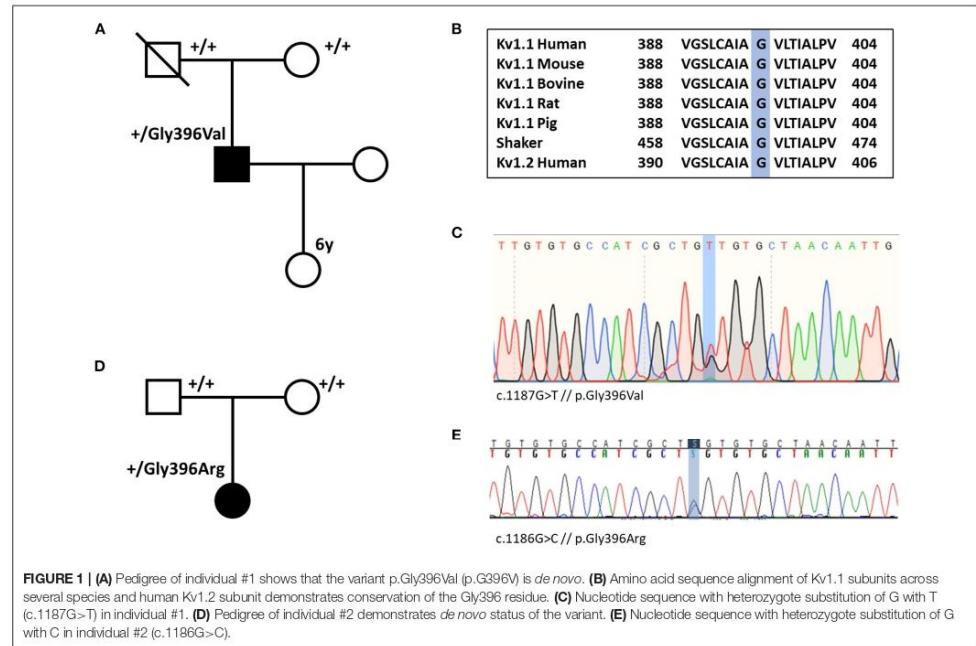 A
+/+
+/+
+/Gly396Val
6y
B
Kv1.1 Human 388 VGSLCAIA G VLTIALPV 404
Kv1.1 Mouse 388 VGSLCAIA G VLTIALPV 404
Kv1.1 Bovine 388 VGSLCAIA G VLTIALPV 404
Kv1.1 Rat 388 VGSLCAIA G VLTIALPV 404
Kv1.1 Pig 388 VGSLCAIA G VLTIALPV 404
Shaker 458 VGSLCAIA G VLTIALPV 474
Kv1.2 Human 390 VGSLCAIA G VLTIALPV 406
C
T T G T G T G C C A T C G C T G T T G T G C T A A C A A T T G
c.1187G>T // p.Gly396Val
D
+/+
+/+
+/Gly396Arg
E
T G T G T G C C A T C G C T S G T G T G C T A A C A A T T
T G T G T G C C A T C G C T S G T G T G C T A A C A A T T
c.1186G>C // p.Gly396Arg
FIGURE 1 | (A) Pedigree of individual #1 shows that the variant p.Gly396Val (p.G396V) is de novo. (B) Amino acid sequence alignment of Kv1.1 subunits across
several species and human Kv1.2 subunit demonstrates conservation of the Gly396 residue. (C) Nucleotide sequence with heterozygote substitution of G with T
(c.1187G>T) in individual #1. (D) Pedigree of individual #2 demonstrates de novo status of the variant. (E) Nucleotide sequence with heterozygote substitution of G
with C in individual #2 (c.1186G>C).